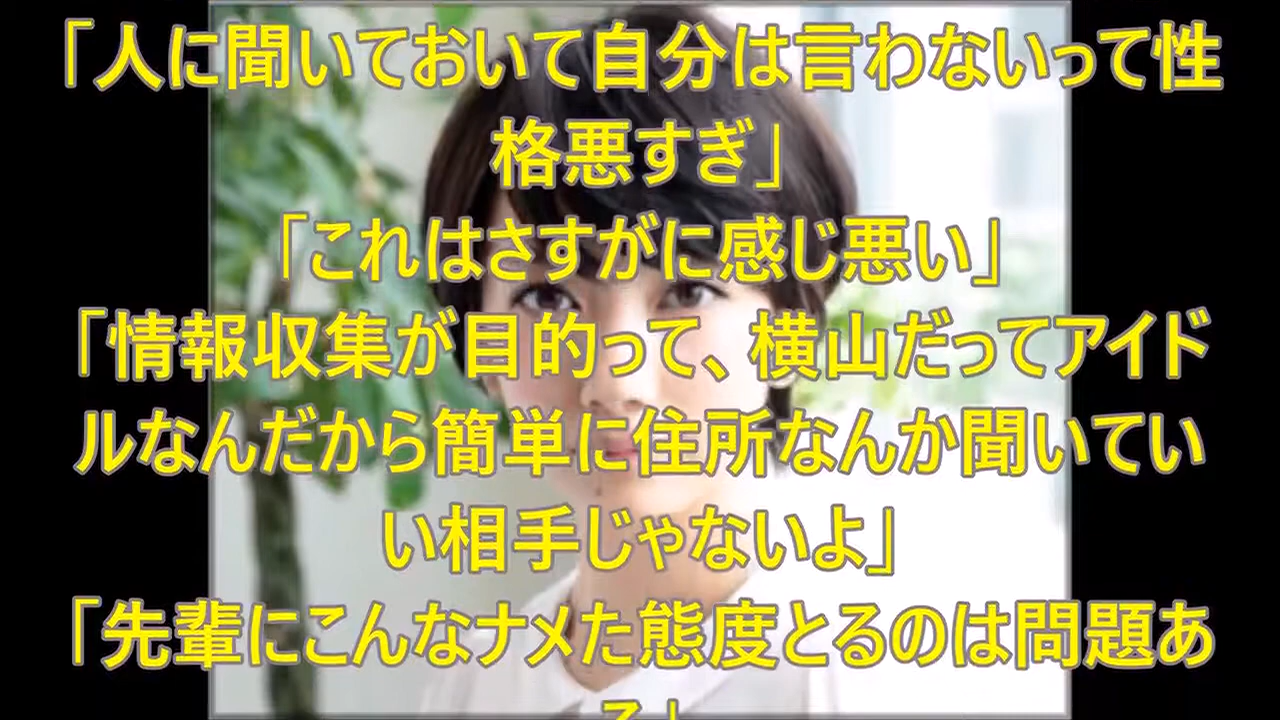 「人に聞いておいて自分は言わないって性
格悪すぎ」
「これはさすがに感じ悪い」
「情報収集が目的って、横山だってアイド
ルなんだから簡単に住所なんか聞いてい
い相手じゃないよ」
「先輩にこんなナメた態度とるのは問題あ
る」